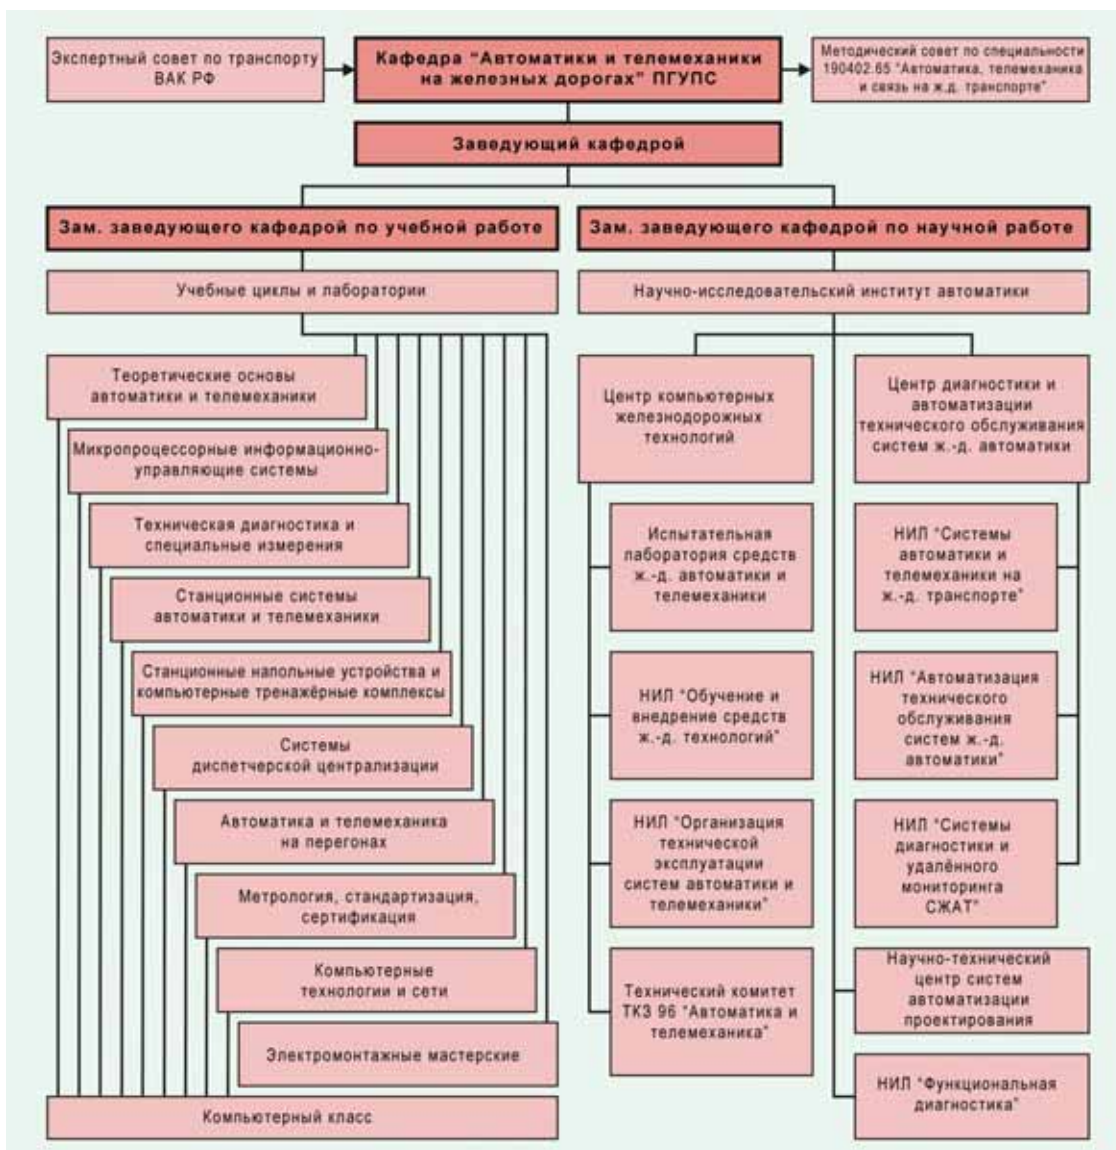 Экспертный совет по транспорту
ВАК РФ
Кафедра "Автоматики и телемеханики
на железных дорогах" ПГУПС
Методический совет по специальности
190402.65 "Автоматика, телемеханика
и связь на ж.д. транспорте"
Заведующий кафедрой
Зам. заведующего кафедрой по учебной работе
Зам. заведующего кафедрой по научной работе
Учебные циклы и лаборатории
Научно-исследовательский институт автоматики
Теоретические основы
автоматики и телемеханики
Микропроцессорные информационно-
управляющие системы
Техническая диагностика и
специальные измерения
Станционные системы
автоматики и телемеханики
Станционные напольные устройства и
компьютерные тренажёрные комплексы
Системы
диспетчерской централизации
Автоматика и телемеханика
на перегонах
Метрология, стандартизация,
сертификация
Компьютерные
технологии и сети
Электромонтажные мастерские
Компьютерный класс
Центр компьютерных
железнодорожных
технологий
Испытательная
лаборатория средств
ж.-д. автоматики и
телемеханики
НИЛ "Обучение и
внедрение средств
ж.-д. технологий"
НИЛ "Организация
технической
эксплуатации
систем автоматики и
телемеханики"
Технический комитет
ТКЗ 96 "Автоматика и
телемеханика"
Центр диагностики и
автоматизации
технического обслуживания
систем ж.-д. автоматики
НИЛ "Системы
автоматики и
телемеханики на
ж.-д. транспорте"
НИЛ "Автоматизация
технического
обслуживания
систем ж.-д.
автоматики"
НИЛ "Системы
диагностики и
удалённого
мониторинга
СЖАТ"
Научно-технический
центр систем
автоматизации
проектирования
НИЛ "Функциональная
диагностика"